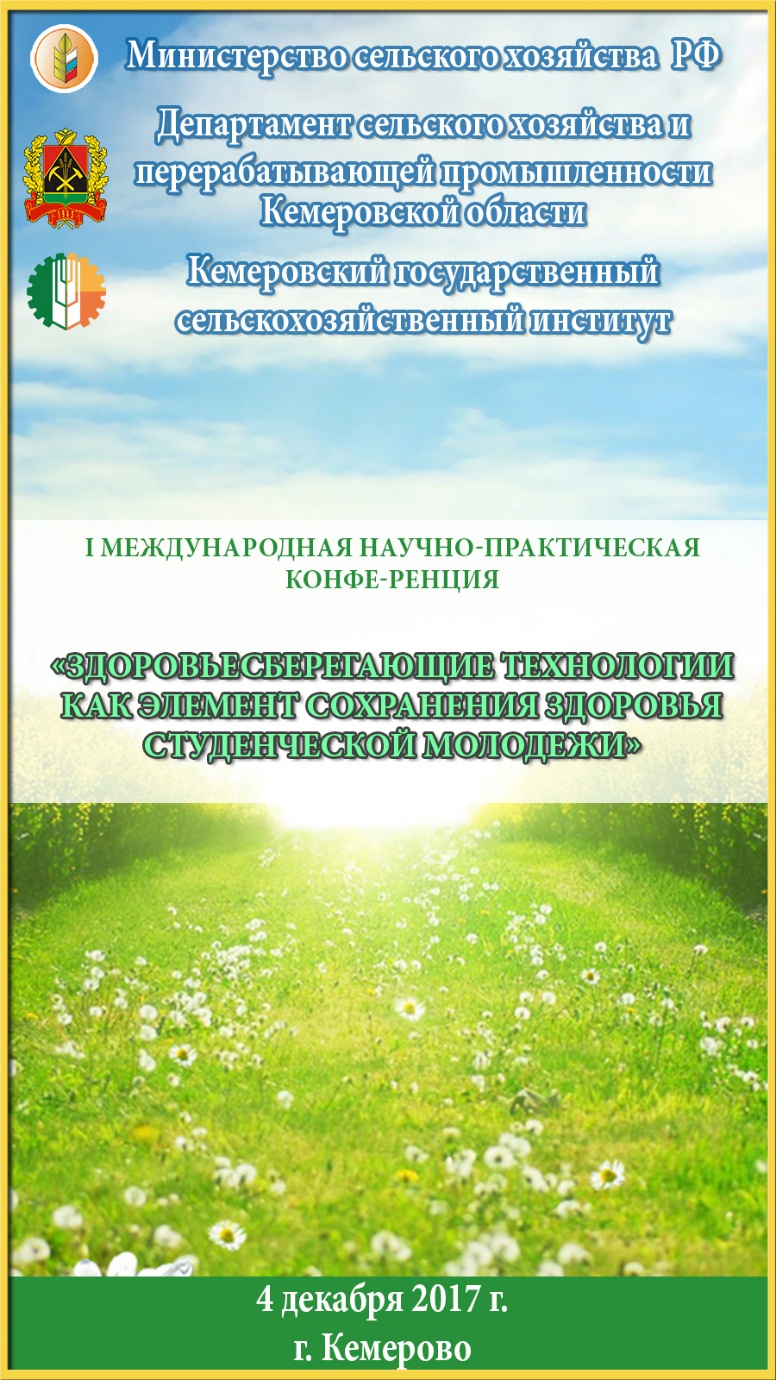 Министерство сельского хозяйства РФ
Департамент сельского хозяйства и
перерабатывающей промышленности
Кемеровской области
Кемеровский государственный
сельскохозяйственный институт
I МЕЖДУНАРОДНАЯ НАУЧНО-ПРАКТИЧЕСКАЯ
КОНФЕ-РЕНЦИЯ
«ЗДОРОВЬЕСБЕРЕГАЮЩИЕ ТЕХНОЛОГИИ
КАК ЭЛЕМЕНТ СОХРАНЕНИЯ ЗДОРОВЬЯ
СТУДЕНЧЕСКОЙ МОЛОДЕЖИ»
4 декабря 2017 г.
г. Кемерово